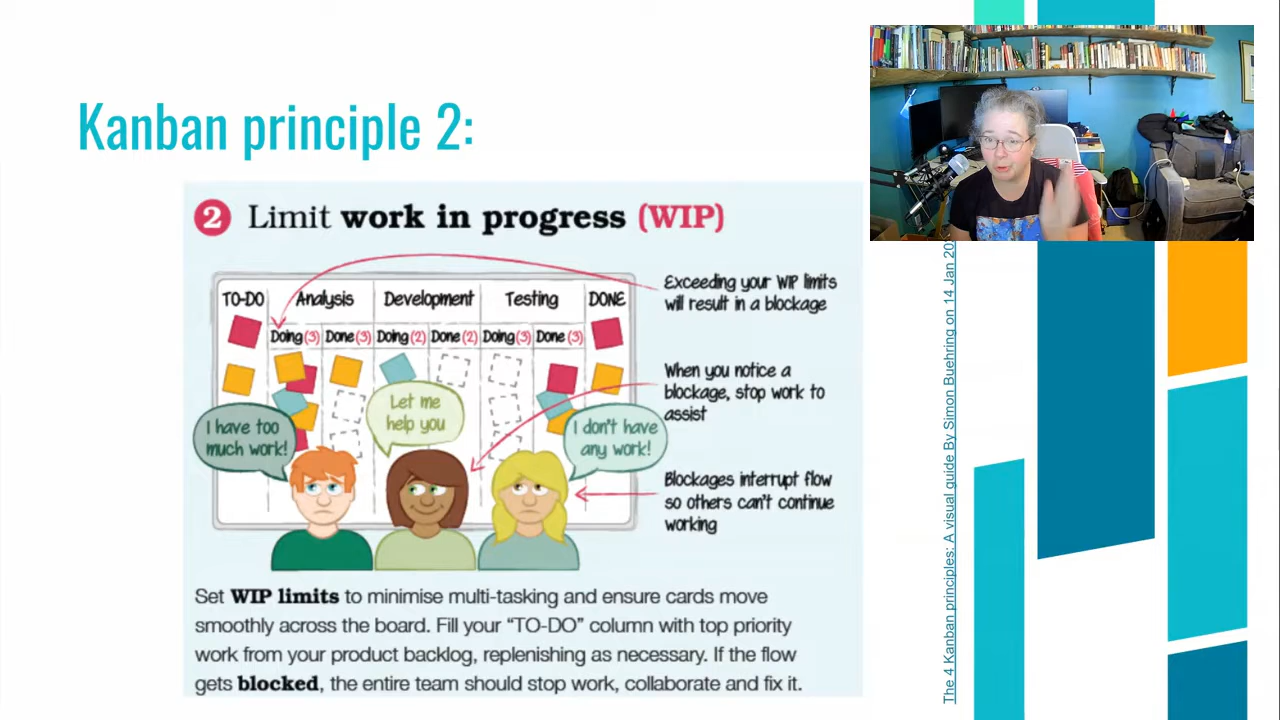 Kanban principle 2:
2 Limit work in progress (WIP)
TO-DO Analysis Development Testing DONE
Doing (3) Done (3) Doing (2) Done (2) Doing (3) Done (3)
Exceeding your WIP limits
will result in a blockage
When you notice a
blockage, stop work to
assist
Blockages interrupt flow
so others can't continue
working
I have too
much work!
Let me
help you
I don't have
any work!
Set WIP limits to minimise multi-tasking and ensure cards move
smoothly across the board. Fill your “TO-DO” column with top priority
work from your product backlog, replenishing as necessary. If the flow
gets blocked, the entire team should stop work, collaborate and fix it.
The 4 Kanban principles: A visual guide By Simon Buehring on 14 Jan